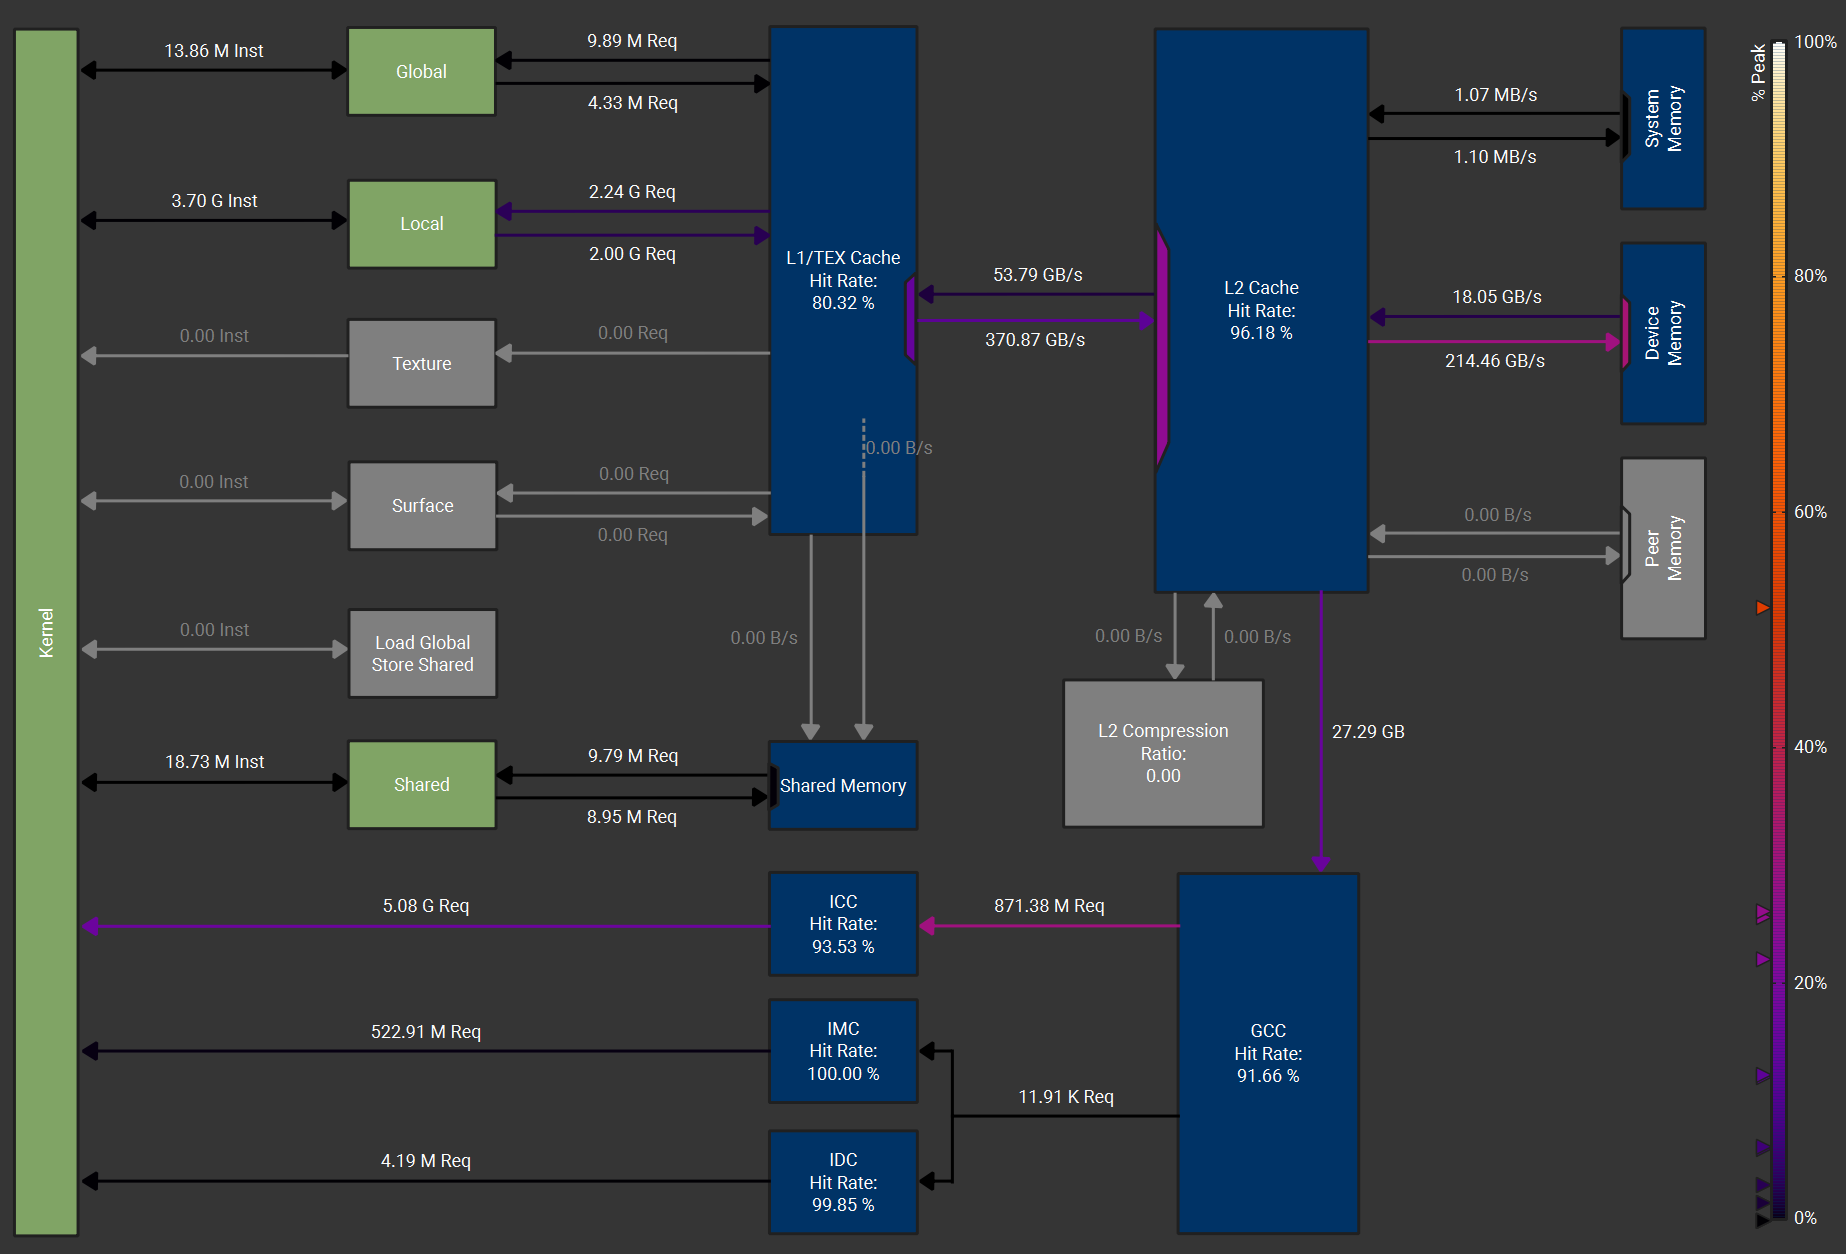 Kernel
13.86 M Inst
Global
9.89 M Req
4.33 M Req
3.70 G Inst
Local
2.24 G Req
2.00 G Req
0.00 Inst
Texture
0.00 Req
0.00 Inst
Surface
0.00 Req
0.00 Req
0.00 Inst
Load Global
Store Shared
18.73 M Inst
Shared
9.79 M Req
8.95 M Req
L1/TEX Cache
Hit Rate:
80.32 %
0.00 B/s
0.00 B/s
Shared Memory
53.79 GB/s
370.87 GB/s
L2 Cache
Hit Rate:
96.18 %
1.07 MB/s
1.10 MB/s
System
Memory
18.05 GB/s
214.46 GB/s
Device
Memory
0.00 B/s
0.00 B/s
Peer
Memory
0.00 B/s
0.00 B/s
L2 Compression
Ratio:
0.00
27.29 GB
5.08 G Req
ICC
Hit Rate:
93.53 %
871.38 M Req
522.91 M Req
IMC
Hit Rate:
100.00 %
11.91 K Req
4.19 M Req
IDC
Hit Rate:
99.85 %
GCC
Hit Rate:
91.66 %
% Peak
100%
80%
60%
40%
20%
0%